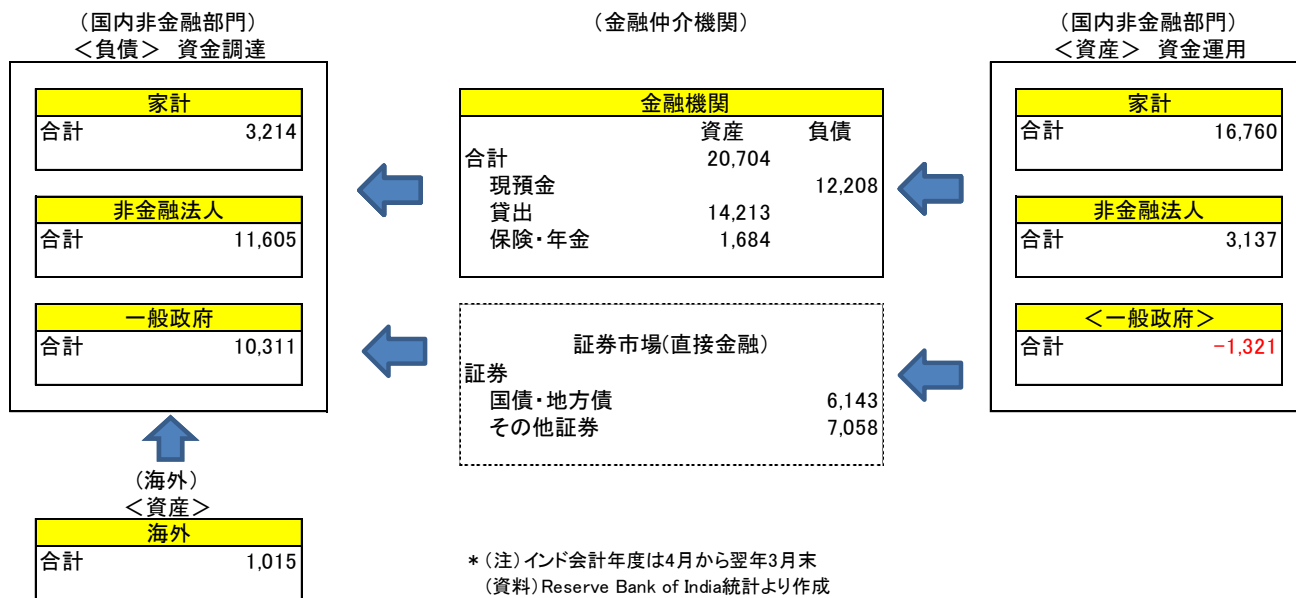 （国内非金融部門）
＜負債＞ 資金調達
家計
合計 3,214
非金融法人
合計 11,605
一般政府
合計 10,311
（海外）
＜資産＞
海外
合計 1,015
（金融仲介機関）
金融機関
資産 負債
合計 20,704
現預金 12,208
貸出 14,213
保険・年金 1,684
証券市場(直接金融)
証券
国債・地方債 6,143
その他証券 7,058
＊（注）インド会計年度は4月から翌年3月末
（資料）Reserve Bank of India統計より作成
（国内非金融部門）
＜資産＞ 資金運用
家計
合計 16,760
非金融法人
合計 3,137
＜一般政府＞
合計 -1,321